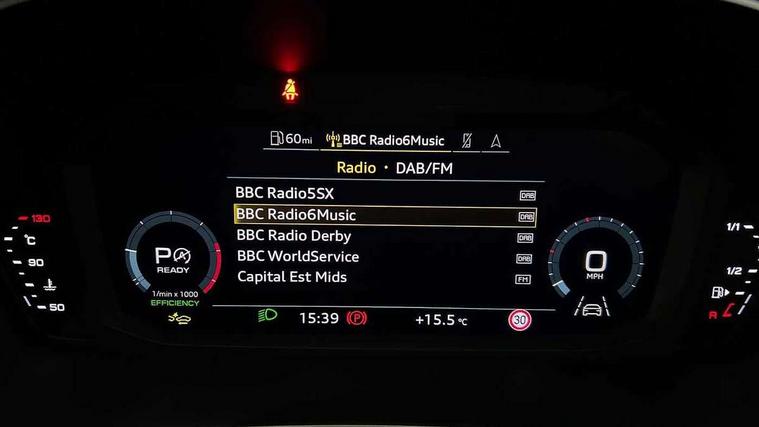 60mi BBC Radio6Music
Radio · DAB/FM
BBC Radio5SX DAB
BBC Radio6Music DAB
BBC Radio Derby DAB
BBC WorldService DAB
Capital Est Mids FM
130
°C
90
50
P
READY
1/min x 1000
EFFICIENCY
0
MPH
1/1
1/2
R
15:39 (P) +15.5 °C 30